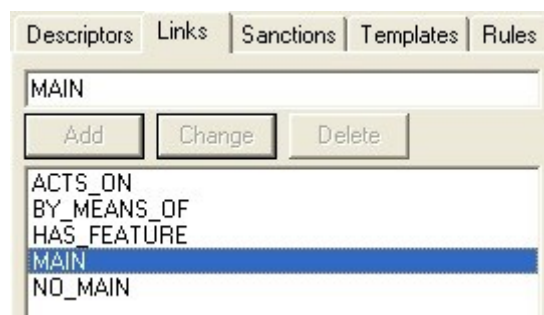 Descriptors Links Sanctions Templates Rules
MAIN
Add Change Delete
ACTS_ON
BY_MEANS_OF
HAS_FEATURE
MAIN
NO_MAIN